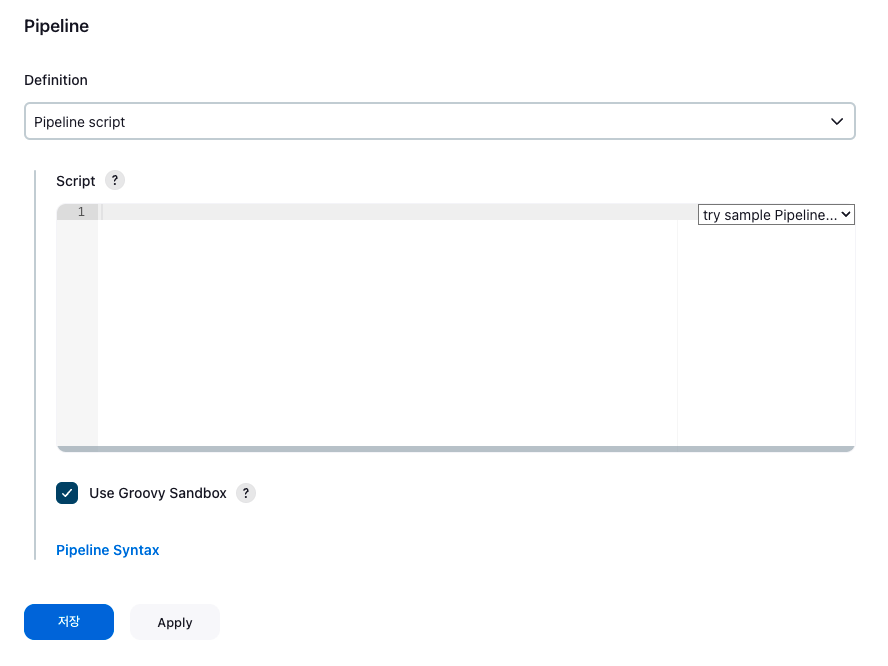 Pipeline
Definition
Pipeline script
Script ?
1
try sample Pipeline...
Use Groovy Sandbox ?
Pipeline Syntax
저장 Apply